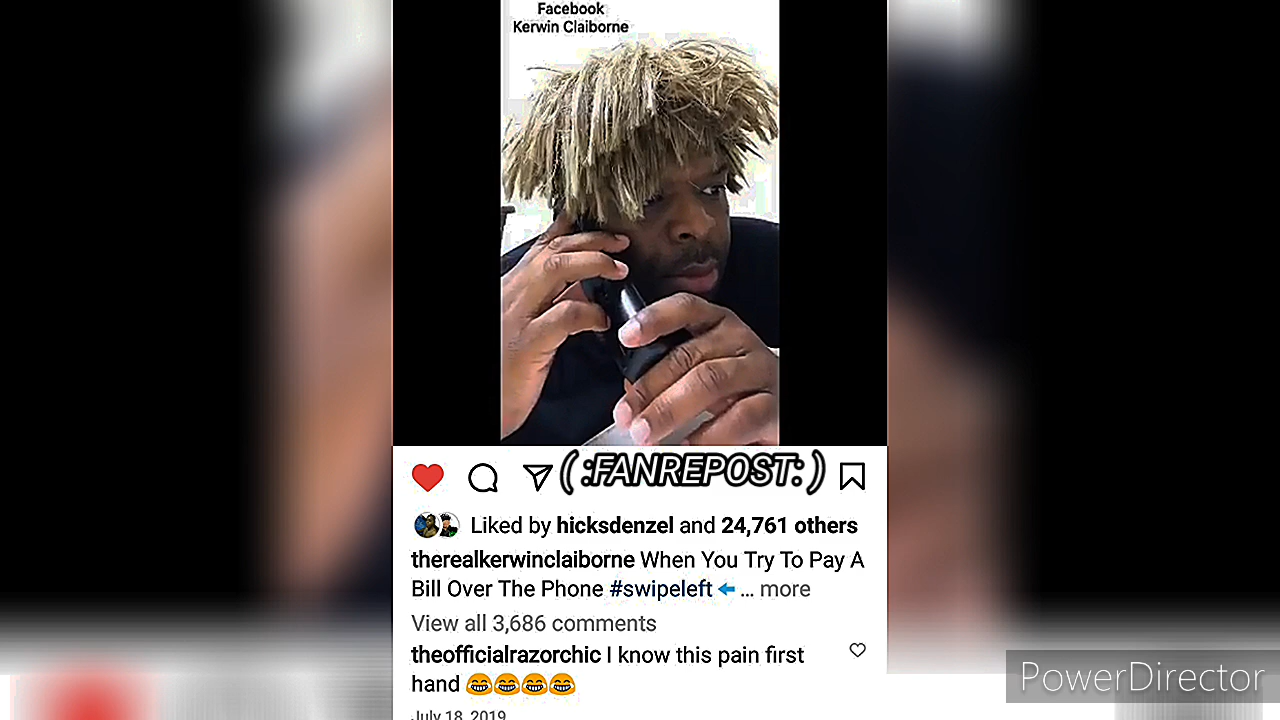 Facebook
Kerwin Claiborne
( :FANREPOST: )
Liked by hicksdenzel and 24,761 others
therealkerwinclaiborne When You Try To Pay A
Bill Over The Phone #swipeleft ... more
View all 3,686 comments
theofficialrazorchic I know this pain first
hand 😂😂😂😂
July 18, 2019
PowerDirector